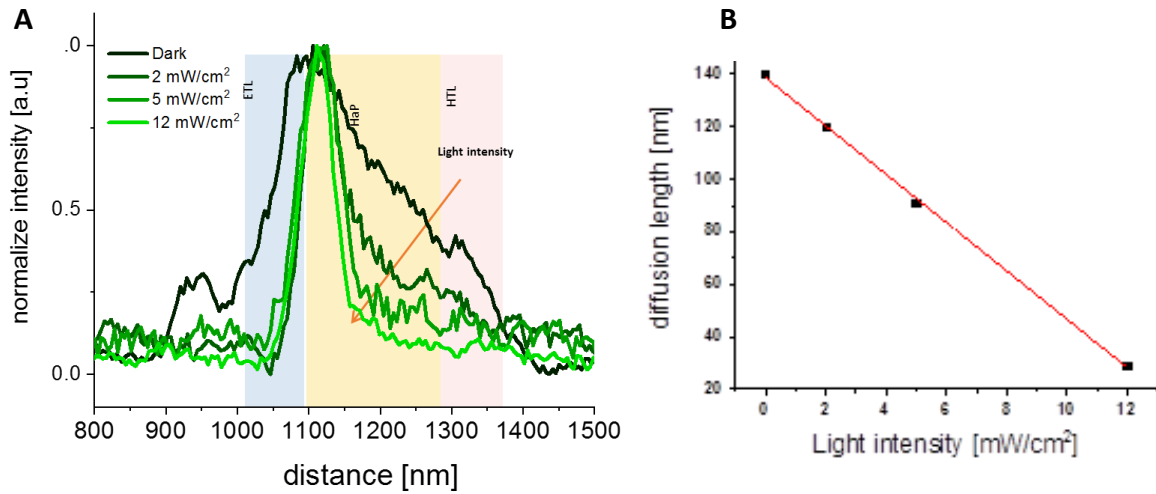 A
B
.0
0.5
0.0
normalize intensity [a.u]
Dark
2 mW/cm²
5 mW/cm²
12 mW/cm²
ETL
HaP
HTL
Light intensity
800 900 1000 1100 1200 1300 1400 1500
distance [nm]
140
120
100
80
60
40
20
diffusion length [nm]
0 2 4 6 8 10 12
Light intensity [mW/cm²]